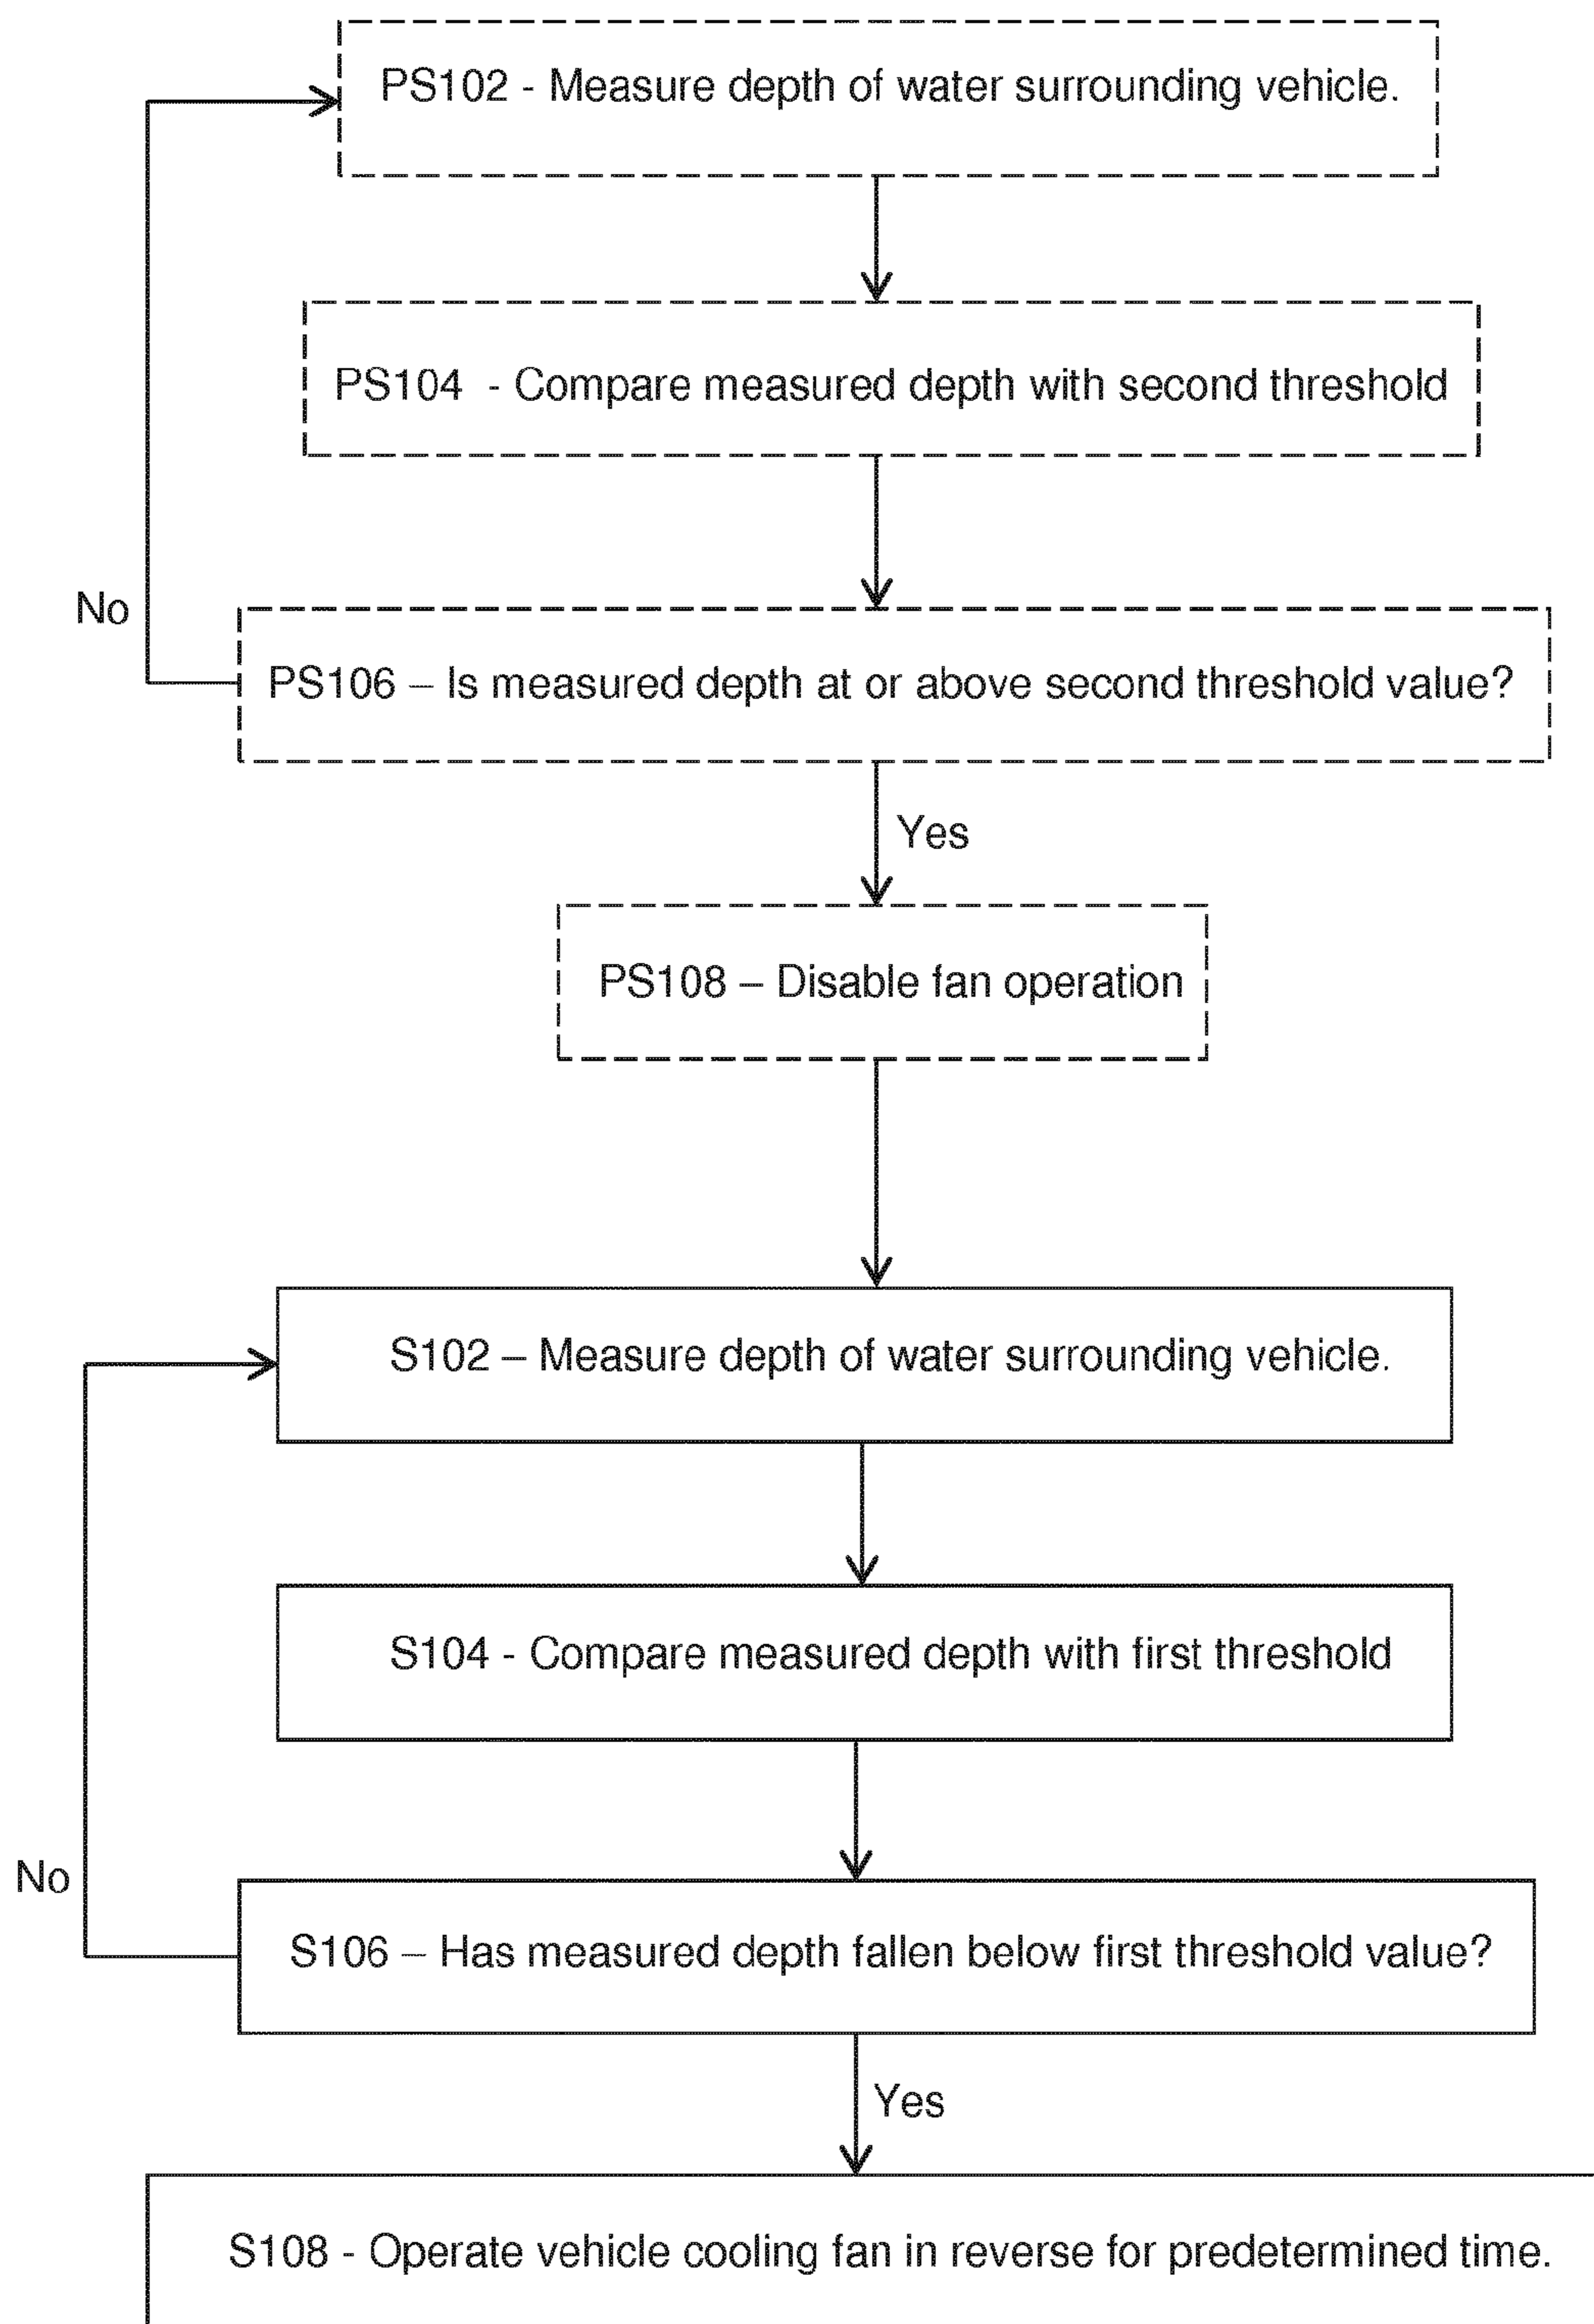 PS102 - Measure depth of water surrounding vehicle.
PS104 - Compare measured depth with second threshold
No
PS106 – Is measured depth at or above second threshold value?
Yes
PS108 – Disable fan operation
S102 – Measure depth of water surrounding vehicle.
S104 - Compare measured depth with first threshold
No
S106 – Has measured depth fallen below first threshold value?
Yes
S108 - Operate vehicle cooling fan in reverse for predetermined time.